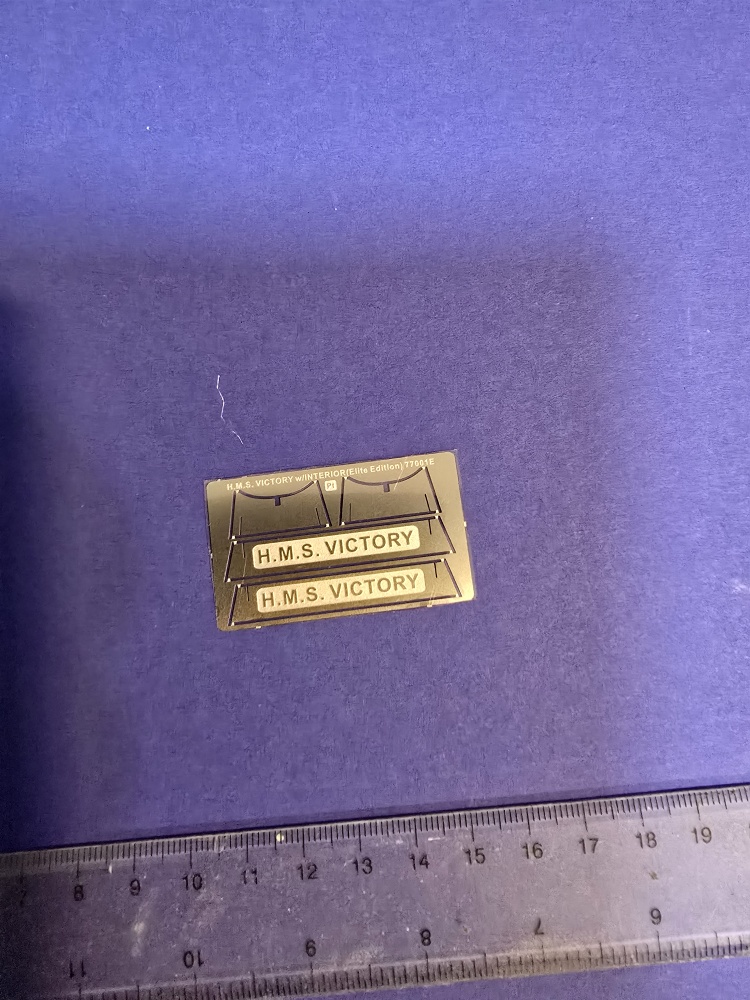 H.M.S. VICTORY w/INTERIOR(Elite Edition) 77001E
P1
H.M.S. VICTORY
H.M.S. VICTORY
7 8 9 10 11 12 13 14 15 16 17 18 19
11 10 9 8 7 6